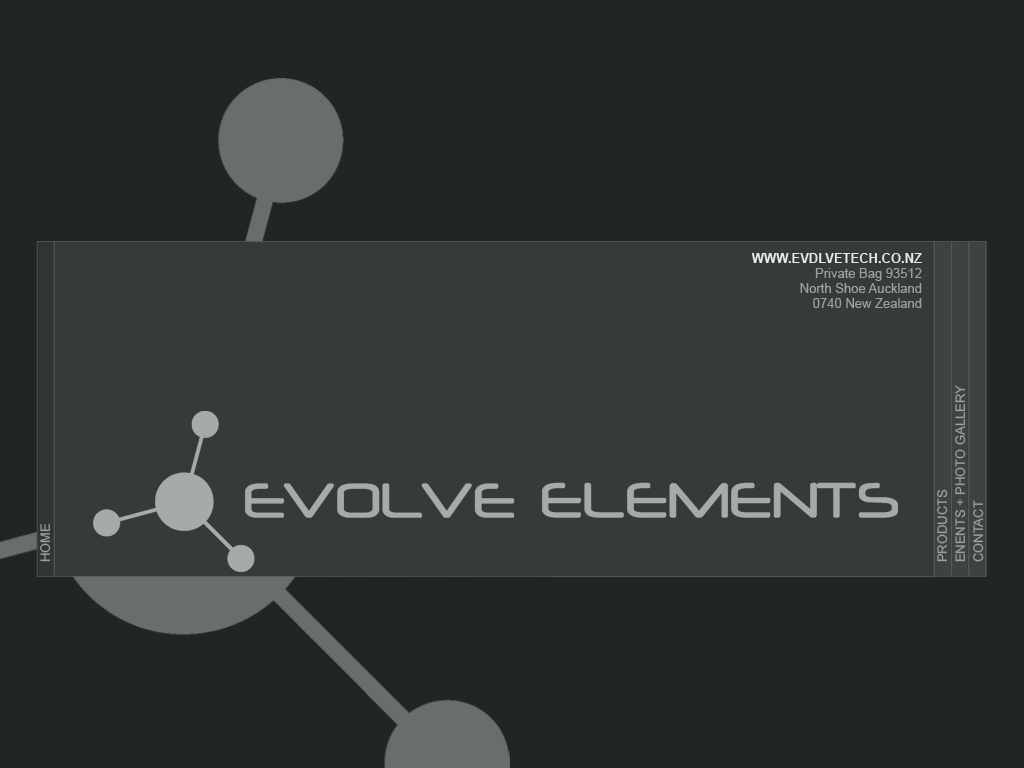 WWW.EVDLVETECH.CO.NZ
Private Bag 93512
North Shoe Auckland
0740 New Zealand
HOME
EVOLVE ELEMENTS
PRODUCTS
ENENTS + PHOTO GALLERY
CONTACT